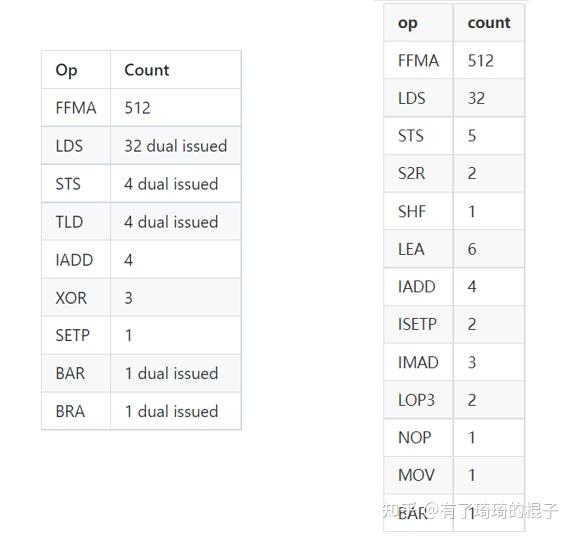 Op Count
FFMA 512
LDS 32 dual issued
STS 4 dual issued
TLD 4 dual issued
IADD 4
XOR 3
SETP 1
BAR 1 dual issued
BRA 1 dual issued
op count
FFMA 512
LDS 32
STS 5
S2R 2
SHF 1
LEA 6
IADD 4
ISETP 2
IMAD 3
LOP3 2
NOP 1
MOV 1
BAR 1
知乎 @有了琦琦的棍子